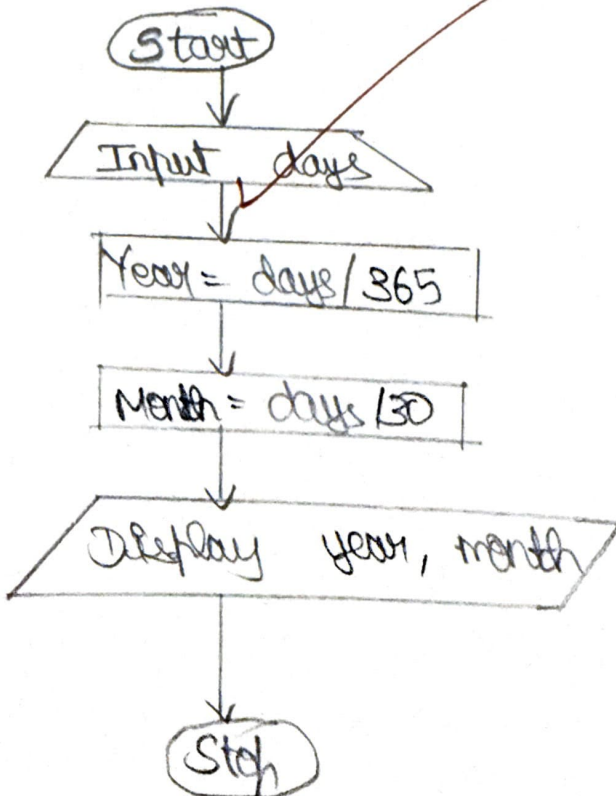 Start
Input days
Year = days / 365
Month = days / 30
Display year, month
Stop